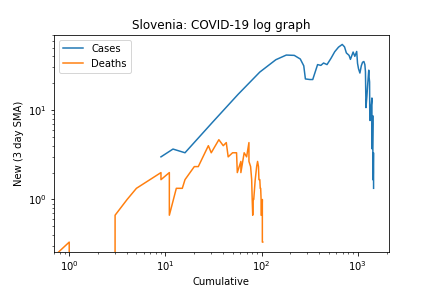 Slovenia: COVID-19 log graph
Cases
Deaths
New (3 day SMA)
10¹
10⁰
10⁰
10¹
10²
10³
Cumulative